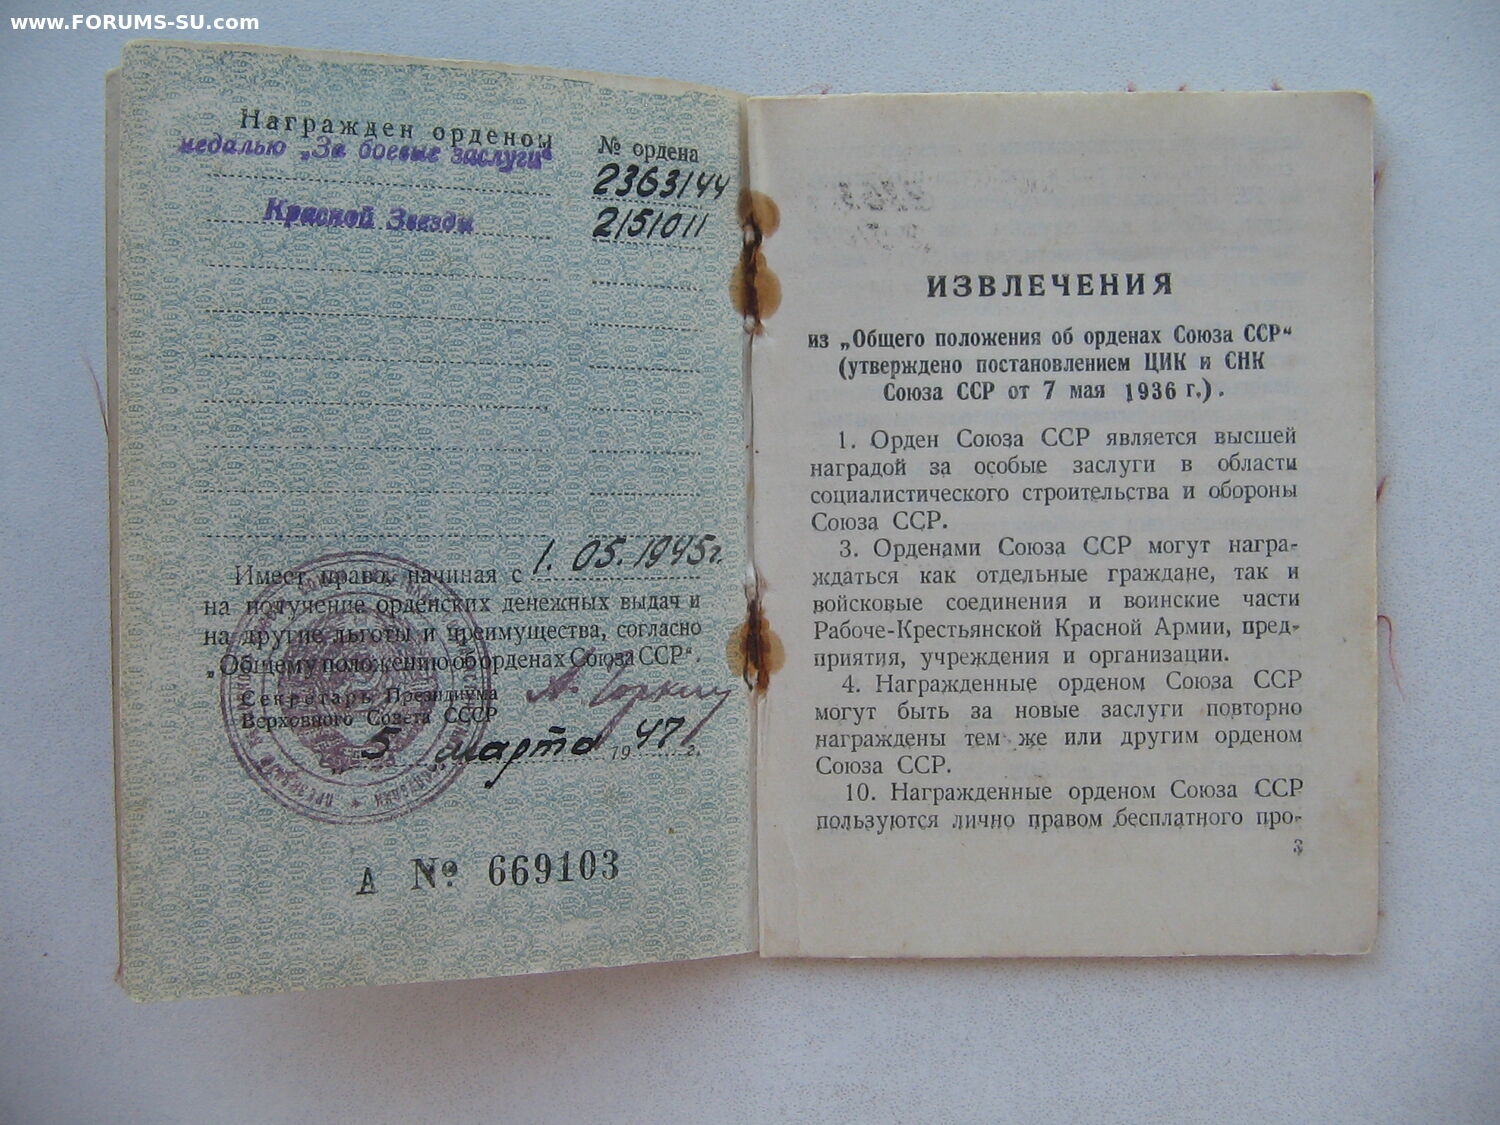 www.FORUMS-SU.com
Награжден орденом
медалью „За боевые заслуги“
№ ордена
2363144
Красной Звезды
2151011
Имеет право, начиная с 1. 05. 1945г.
на получение орденских денежных выдач и
на другие льготы и преимущества, согласно
„Общему положению об орденах Союза ССР“.
Секретарь Президиума
Верховного Совета СССР
А. Горкин
5 марта 1947 г.
А № 669103
ИЗВЛЕЧЕНИЯ
из „Общего положения об орденах Союза ССР“
(утверждено постановлением ЦИК и СНК
Союза ССР от 7 мая 1936 г.).
1. Орден Союза ССР является высшей
наградой за особые заслуги в области
социалистического строительства и обороны
Союза ССР.
3. Орденами Союза ССР могут награ-
ждаться как отдельные граждане, так и
войсковые соединения и воинские части
Рабоче-Крестьянской Красной Армии, пред-
приятия, учреждения и организации.
4. Награжденные орденом Союза ССР
могут быть за новые заслуги повторно
награждены тем же или другим орденом
Союза ССР.
10. Награжденные орденом Союза ССР
пользуются лично правом бесплатного про-
3